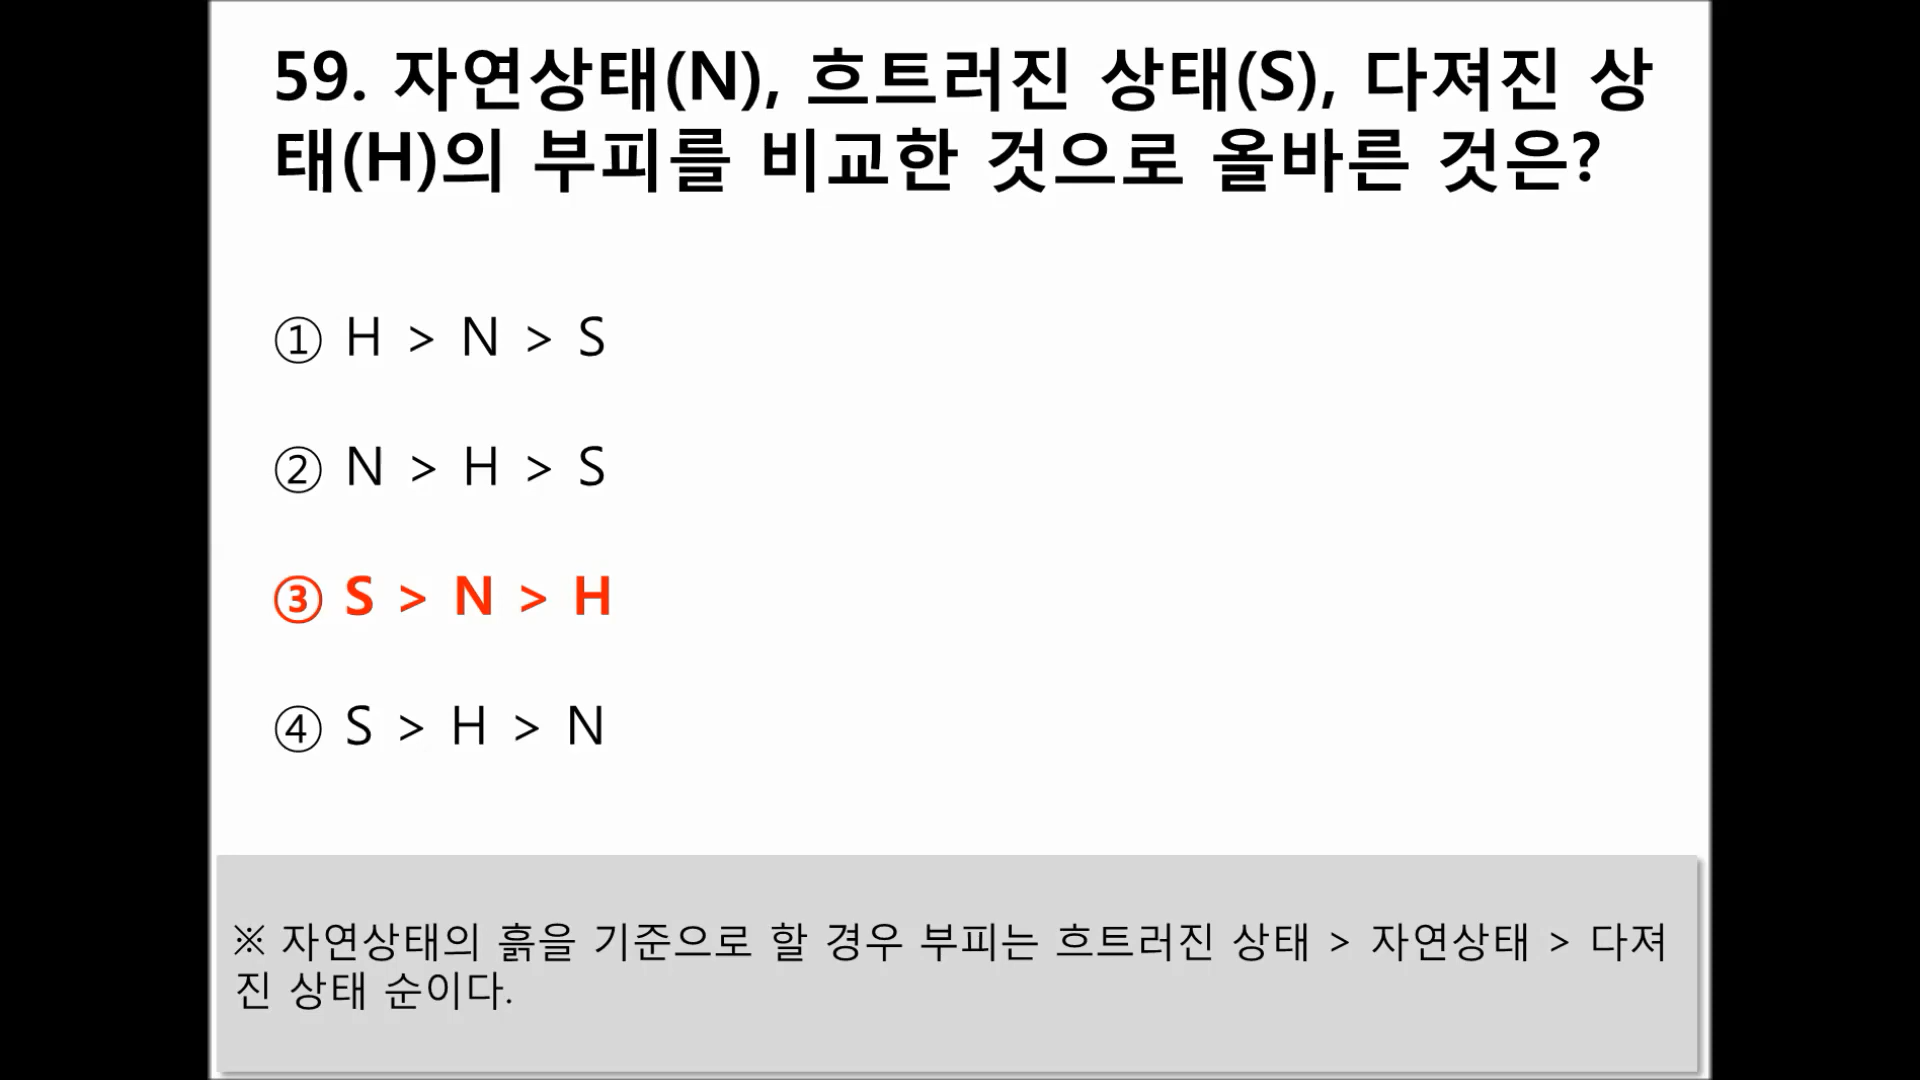 59. 자연상태(N), 흐트러진 상태(S), 다져진 상
태(H)의 부피를 비교한 것으로 올바른 것은?
① H > N > S
② N > H > S
③ S > N > H
④ S > H > N
※ 자연상태의 흙을 기준으로 할 경우 부피는 흐트러진 상태 > 자연상태 > 다져
진 상태 순이다.